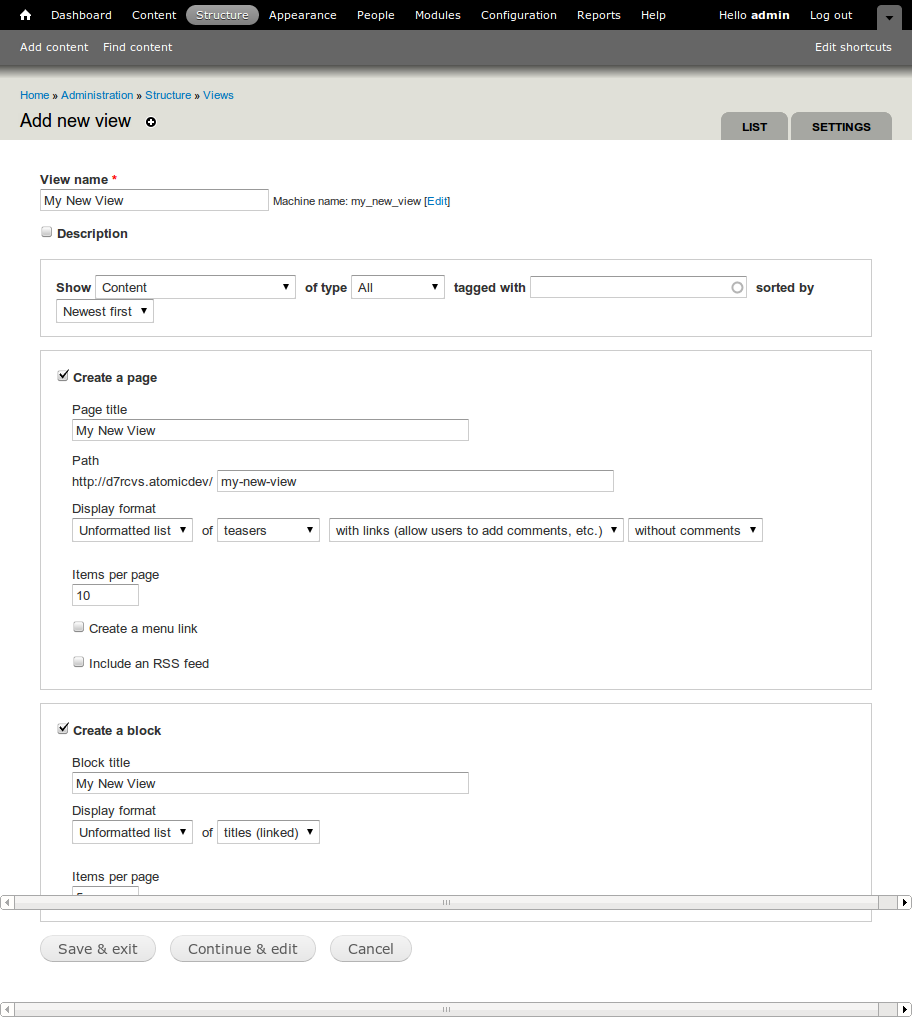 Dashboard Content Structure Appearance People Modules Configuration Reports Help Hello admin Log out
Add content Find content Edit shortcuts
Home » Administration » Structure » Views
Add new view
LIST SETTINGS
View name *
My New View Machine name: my_new_view [Edit]
Description
Show Content of type All tagged with sorted by
Newest first
Create a page
Page title
My New View
Path
http://d7rcvs.atomicdev/ my-new-view
Display format
Unformatted list of teasers with links (allow users to add comments, etc.) without comments
Items per page
10
Create a menu link
Include an RSS feed
Create a block
Block title
My New View
Display format
Unformatted list of titles (linked)
Items per page
Save & exit Continue & edit Cancel